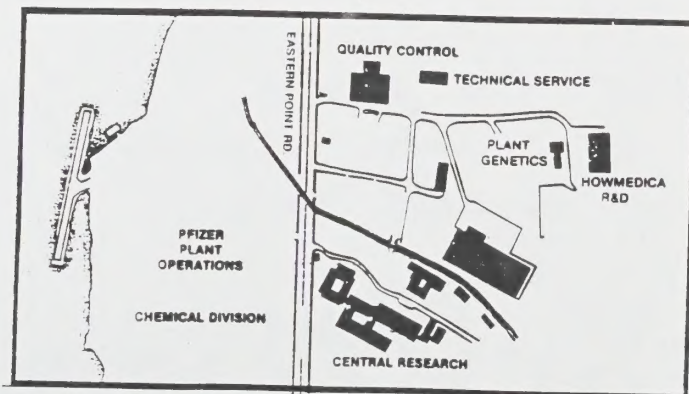 EASTERN POINT RD
QUALITY CONTROL
TECHNICAL SERVICE
PLANT
GENETICS
HOWMEDICA
R&D
PFIZER
PLANT
OPERATIONS
CHEMICAL DIVISION
CENTRAL RESEARCH